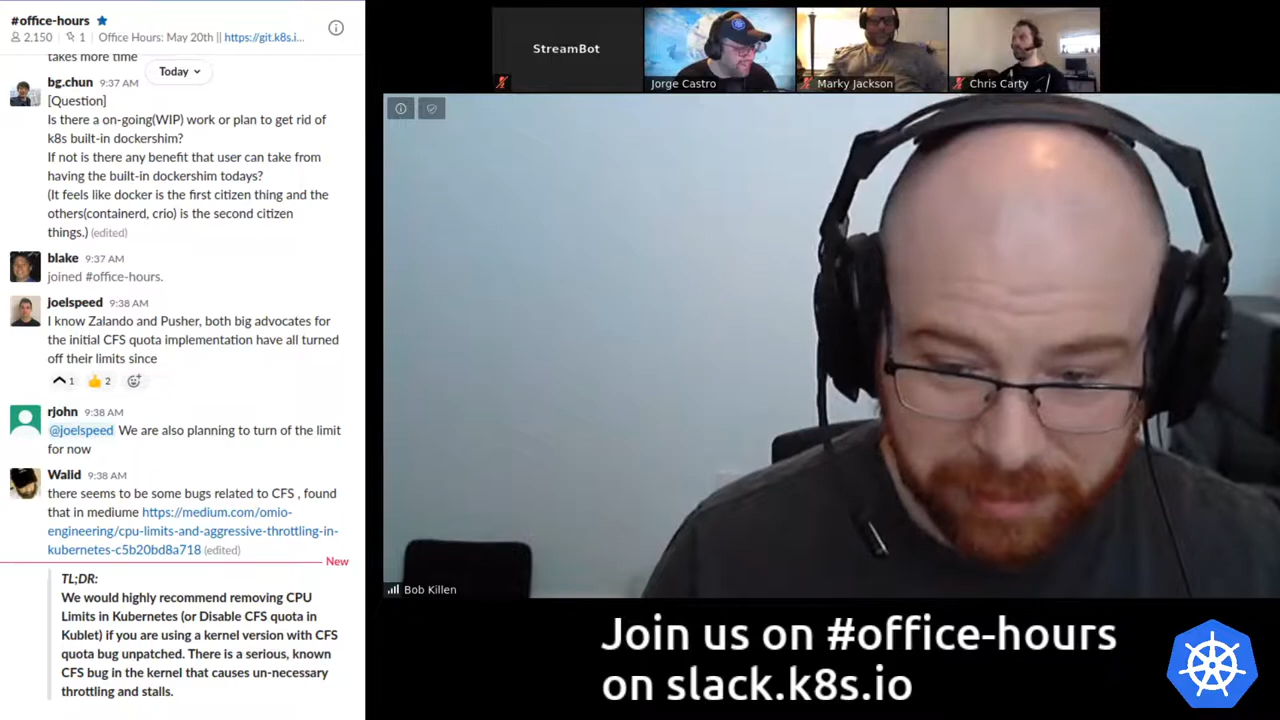 #office-hours
2,150 1 Office Hours: May 20th || https://git.k8s.i...
takes more time
Today
bg.chun 9:37 AM
[Question]
Is there a on-going(WIP) work or plan to get rid of
k8s built-in dockershim?
If not is there any benefit that user can take from
having the built-in dockershim todays?
(It feels like docker is the first citizen thing and the
others(containerd, crio) is the second citizen
things.) (edited)
blake 9:37 AM
joined #office-hours.
joelspeed 9:38 AM
I know Zalando and Pusher, both big advocates for
the initial CFS quota implementation have all turned
off their limits since
1 2
rjohn 9:38 AM
@joelspeed We are also planning to turn of the limit
for now
Walid 9:38 AM
there seems to be some bugs related to CFS , found
that in mediume https://medium.com/omio-
engineering/cpu-limits-and-aggressive-throttling-in-
kubernetes-c5b20bd8a718 (edited)
New
TL;DR:
We would highly recommend removing CPU
Limits in Kubernetes (or Disable CFS quota in
Kublet) if you are using a kernel version with CFS
quota bug unpatched. There is a serious, known
CFS bug in the kernel that causes un-necessary
throttling and stalls.
StreamBot
Jorge Castro
Marky Jackson
Chris Carty
Bob Killen
Join us on #office-hours
on slack.k8s.io